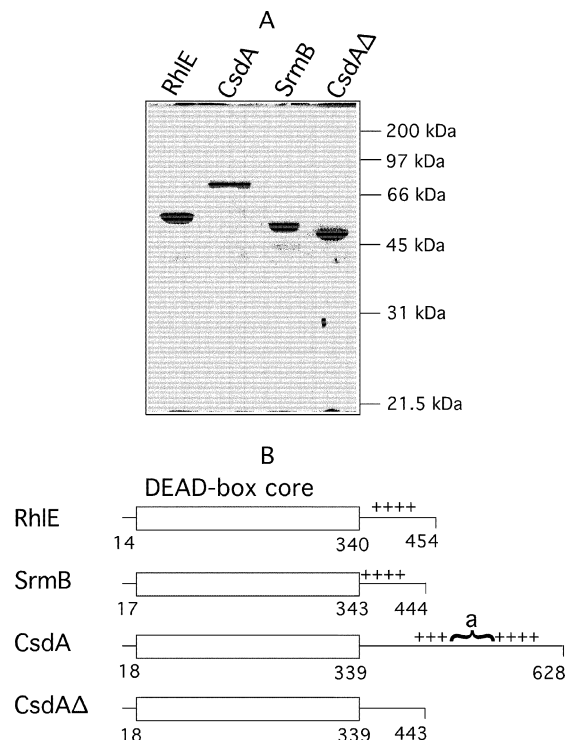 A
RhlE CsdA SrmB CsdAΔ
200 kDa
97 kDa
66 kDa
45 kDa
31 kDa
21.5 kDa
B
DEAD-box core
RhlE
++++
14 340 454
SrmB
++++
17 343 444
CsdA
a
+++ ++++
18 339 628
CsdAΔ
18 339 443